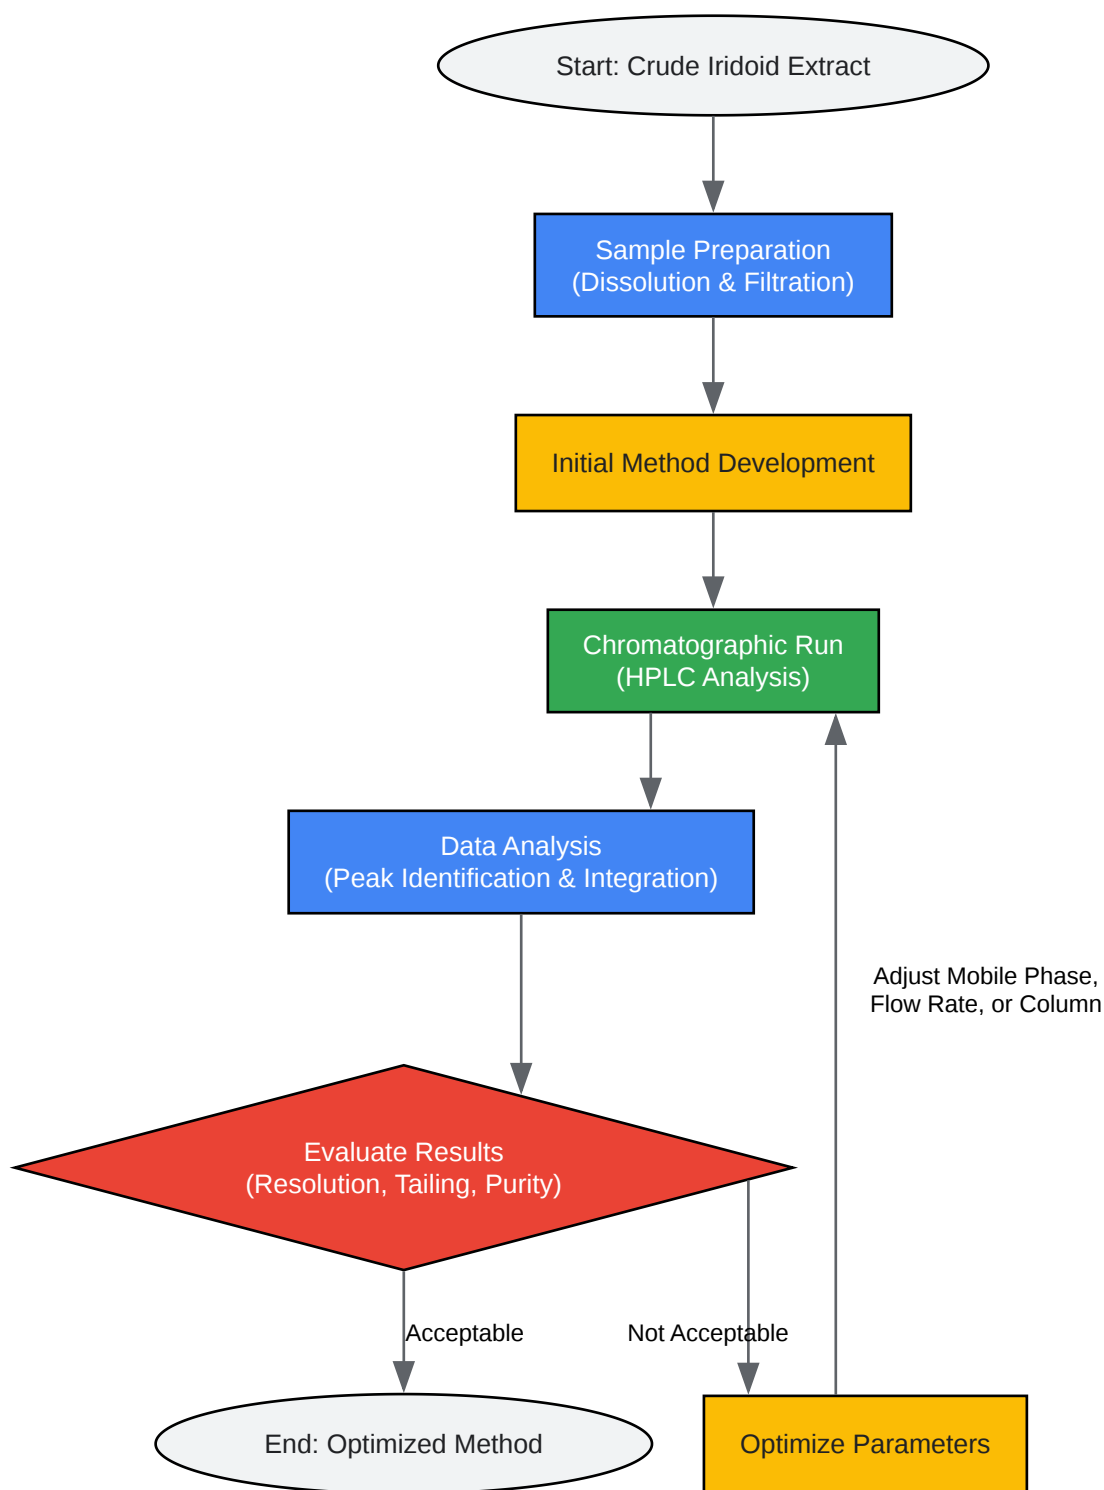 Start: Crude Iridoid Extract
Sample Preparation
(Dissolution & Filtration)
Initial Method Development
Chromatographic Run
(HPLC Analysis)
Data Analysis
(Peak Identification & Integration)
Adjust Mobile Phase,
Flow Rate, or Column
Evaluate Results
(Resolution, Tailing, Purity)
Acceptable
Not Acceptable
End: Optimized Method
Optimize Parameters